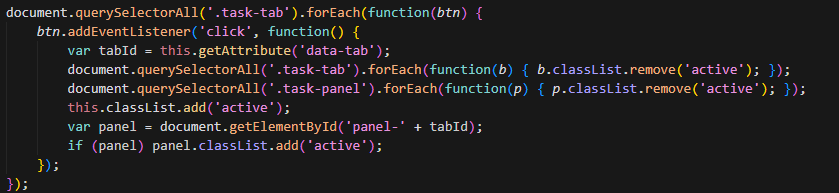 document.querySelectorAll('.task-tab').forEach(function(btn) {
    btn.addEventListener('click', function() {
        var tabId = this.getAttribute('data-tab');
        document.querySelectorAll('.task-tab').forEach(function(b) { b.classList.remove('active'); });
        document.querySelectorAll('.task-panel').forEach(function(p) { p.classList.remove('active'); });
        this.classList.add('active');
        var panel = document.getElementById('panel-' + tabId);
        if (panel) panel.classList.add('active');
    });
});